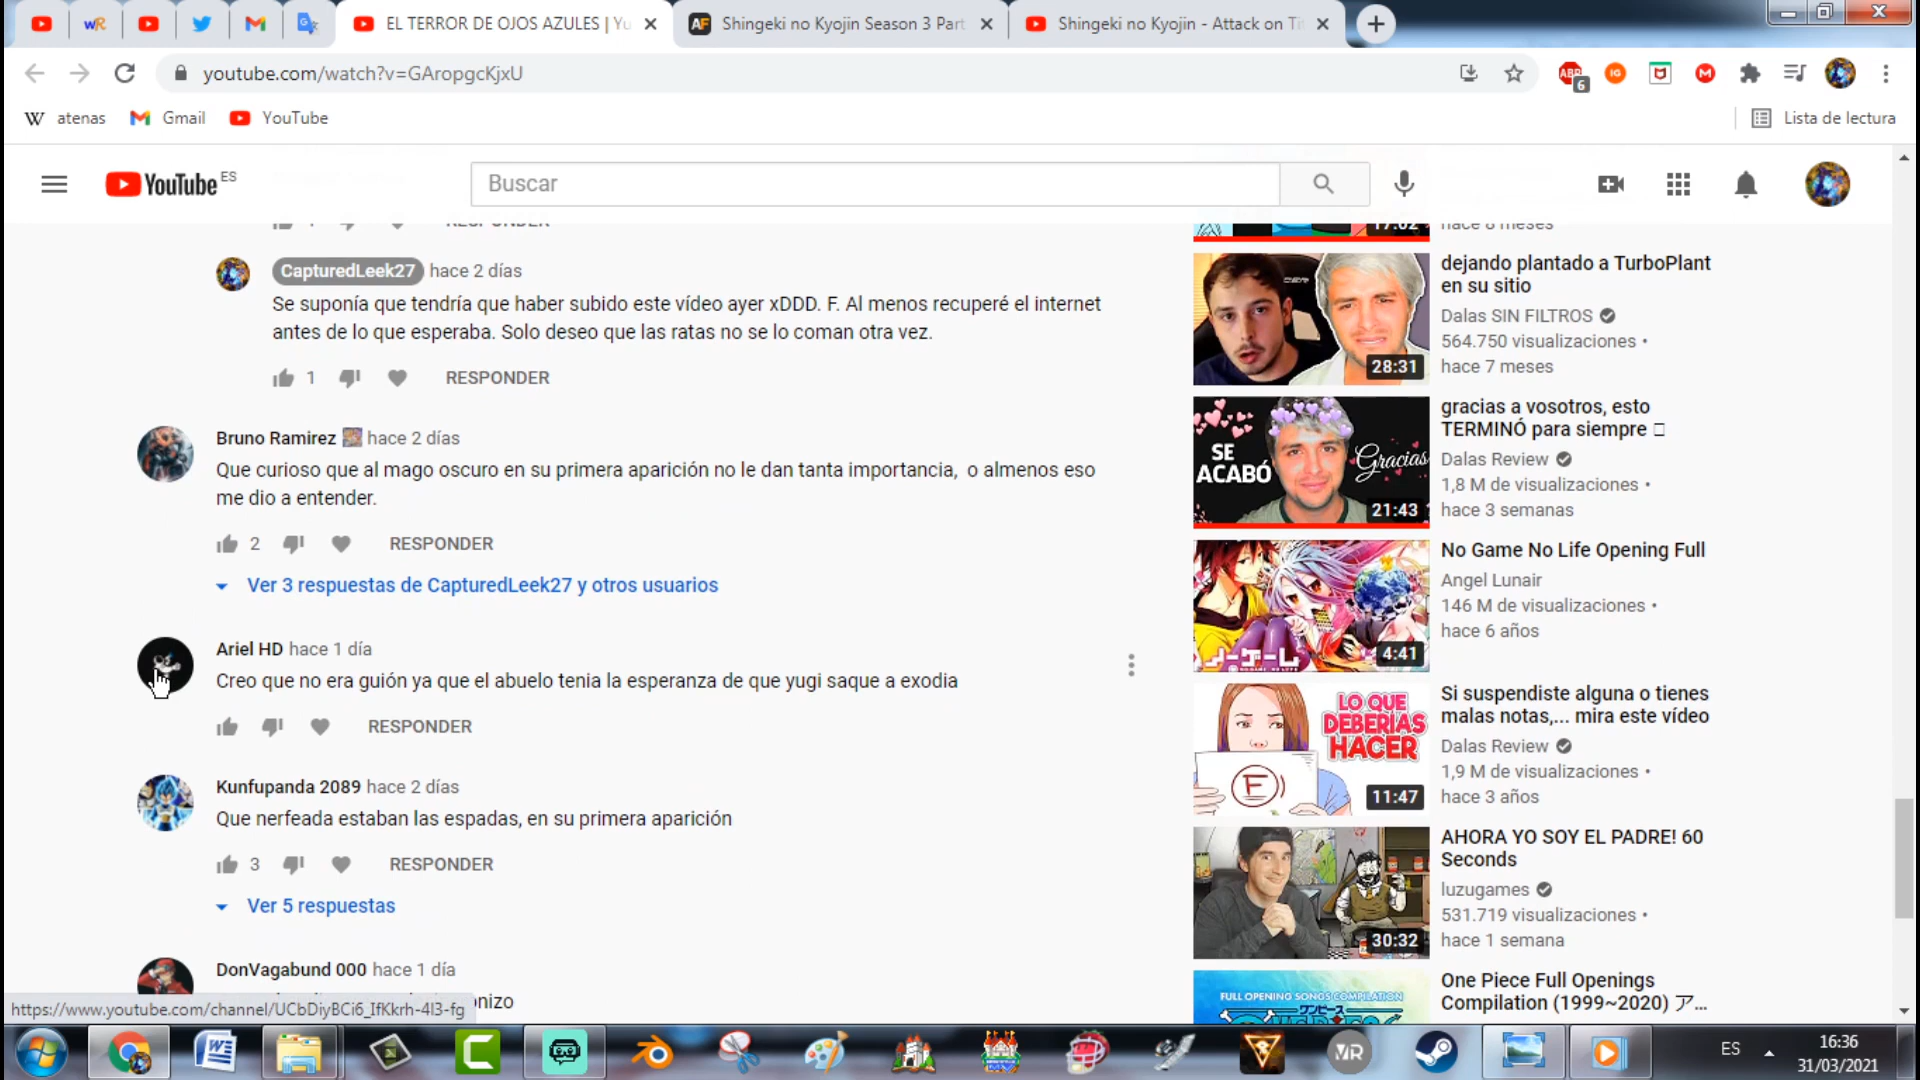 EL TERROR DE OJOS AZULES | Yu
Shingeki no Kyojin Season 3 Part
Shingeki no Kyojin - Attack on Ti
youtube.com/watch?v=GAropgcKjxU
atenas
Gmail
YouTube
Lista de lectura
YouTube ES
Buscar
RESPONDER
CapturedLeek27 hace 2 días
Se suponía que tendría que haber subido este vídeo ayer xDDD. F. Al menos recuperé el internet
antes de lo que esperaba. Solo deseo que las ratas no se lo coman otra vez.
1 RESPONDER
Bruno Ramirez hace 2 días
Que curioso que al mago oscuro en su primera aparición no le dan tanta importancia, o almenos eso
me dio a entender.
2 RESPONDER
Ver 3 respuestas de CapturedLeek27 y otros usuarios
Ariel HD hace 1 día
Creo que no era guión ya que el abuelo tenia la esperanza de que yugi saque a exodia
RESPONDER
Kunfupanda 2089 hace 2 días
Que nerfeada estaban las espadas, en su primera aparición
3 RESPONDER
Ver 5 respuestas
DonVagabund 000 hace 1 día
https://www.youtube.com/channel/UCbDiyBCi6_IfKkrh-4l3-fg
17:02
hace 8 meses
28:31
dejando plantado a TurboPlant
en su sitio
Dalas SIN FILTROS
564.750 visualizaciones •
hace 7 meses
SE
ACABÓ
Gracias
21:43
gracias a vosotros, esto
TERMINÓ para siempre
Dalas Review
1,8 M de visualizaciones •
hace 3 semanas
ノーゲーム
4:41
No Game No Life Opening Full
Angel Lunair
146 M de visualizaciones •
hace 6 años
LO QUE
DEBERÍAS
HACER
F
11:47
Si suspendiste alguna o tienes
malas notas,... mira este vídeo
Dalas Review
1,9 M de visualizaciones •
hace 3 años
30:32
AHORA YO SOY EL PADRE! 60
Seconds
luzugames
531.719 visualizaciones •
hace 1 semana
FULL OPENING SONGS COMPILATION
One Piece Full Openings
Compilation (1999~2020) ア...
ES
16:36
31/03/2021